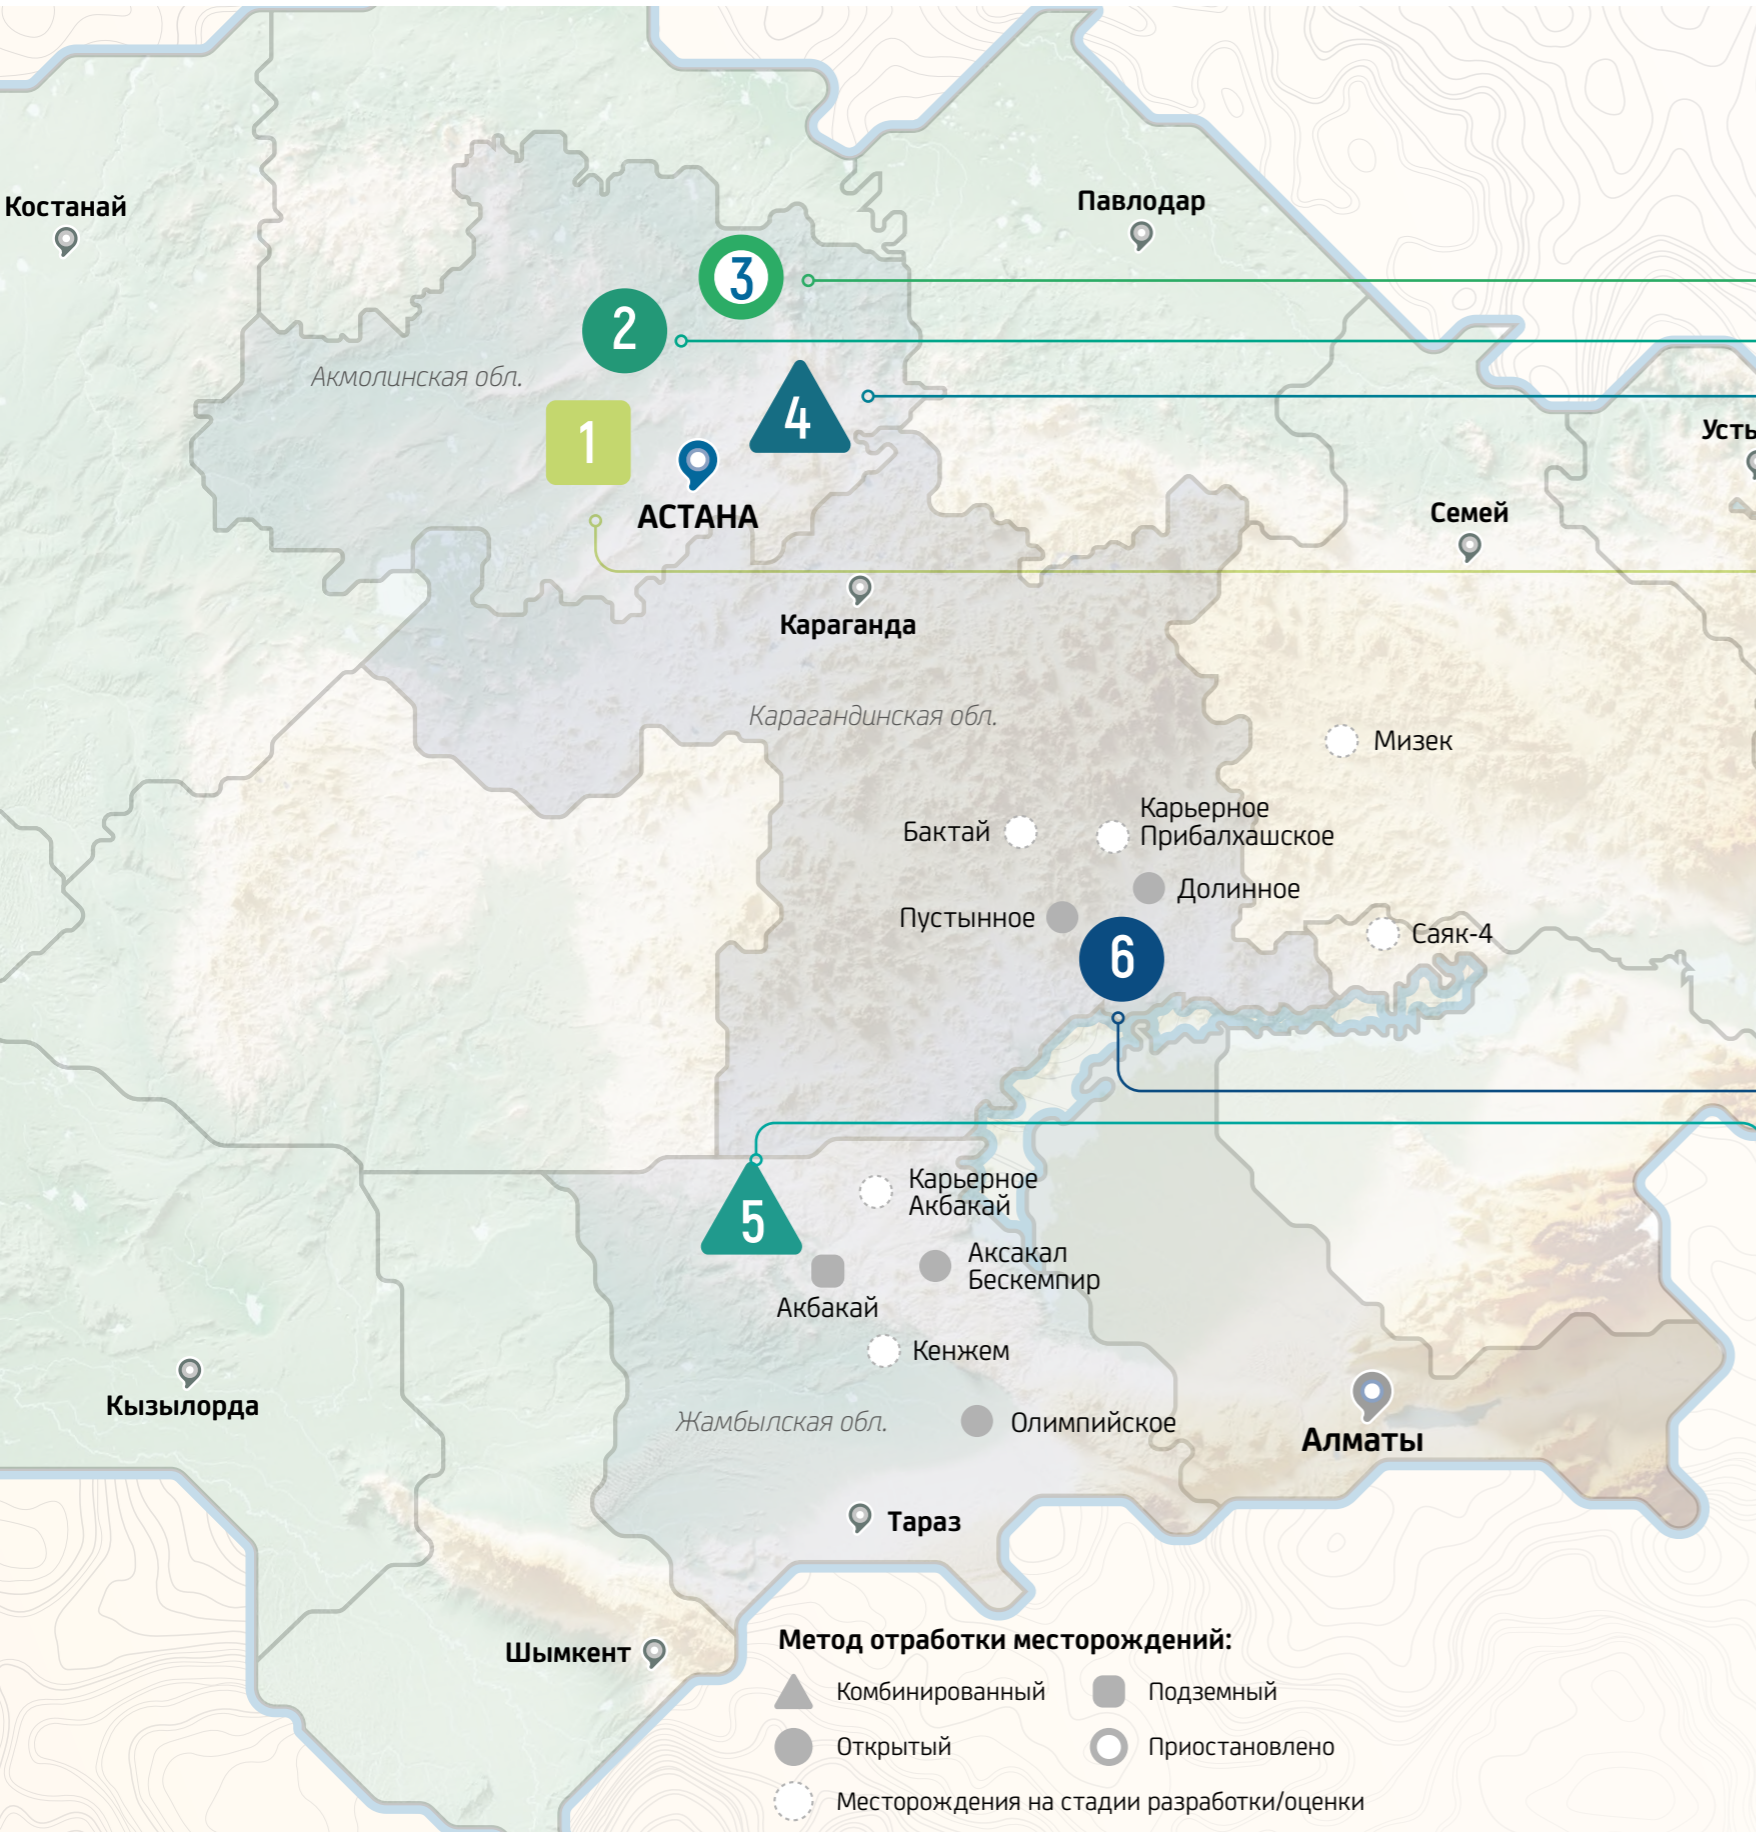 Костанай
Павлодар
3
2
Акмолинская обл.
4
1
Усть
АСТАНА
Семей
Караганда
Карагандинская обл.
Мизек
Бактай
Карьерное
Прибалхашское
Долинное
Пустынное
Саяк-4
6
Карьерное
Акбакай
5
Аксакал
Бескемпир
Акбакай
Кенжем
Кызылорда
Жамбылская обл.
Олимпийское
Алматы
Тараз
Шымкент
Метод отработки месторождений:
Комбинированный
Подземный
Открытый
Приостановлено
Месторождения на стадии разработки/оценки